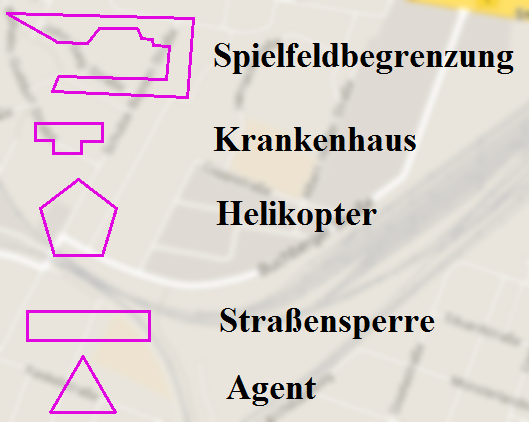 Spielfeldbegrenzung
Krankenhaus
Helikopter
Straßensperre
Agent